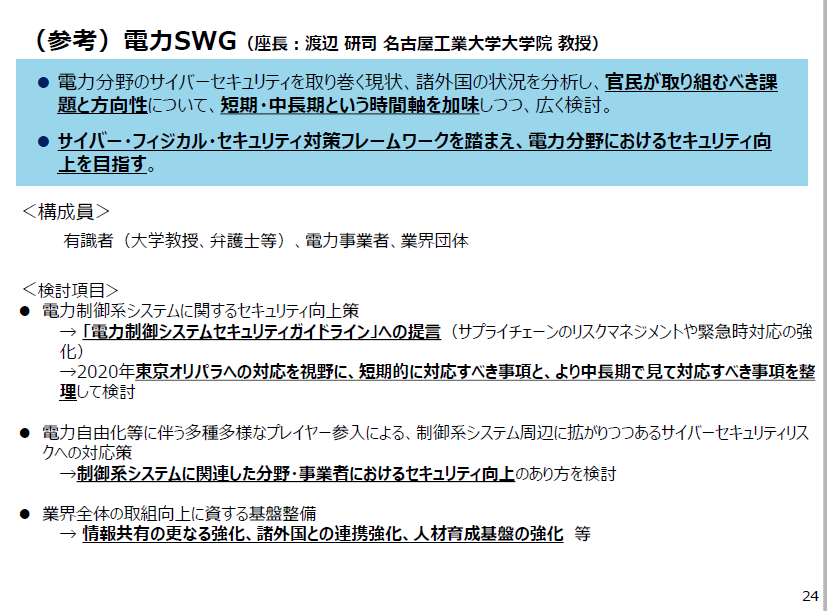 （参考）電力SWG（座長：渡辺 研司 名古屋工業大学大学院 教授）
● 電力分野のサイバーセキュリティを取り巻く現状、諸外国の状況を分析し、官民が取り組むべき課
題と方向性について、短期・中長期という時間軸を加味しつつ、広く検討。
● サイバー・フィジカル・セキュリティ対策フレームワークを踏まえ、電力分野におけるセキュリティ向
上を目指す。
＜構成員＞
有識者（大学教授、弁護士等）、電力事業者、業界団体
＜検討項目＞
● 電力制御系システムに関するセキュリティ向上策
→ 「電力制御システムセキュリティガイドライン」への提言（サプライチェーンのリスクマネジメントや緊急時対応の強
化）
→2020年東京オリパラへの対応を視野に、短期的に対応すべき事項と、より中長期で見て対応すべき事項を整
理して検討
● 電力自由化等に伴う多種多様なプレイヤー参入による、制御系システム周辺に拡がりつつあるサイバーセキュリティリス
クへの対応策
→制御系システムに関連した分野・事業者におけるセキュリティ向上のあり方を検討
● 業界全体の取組向上に資する基盤整備
→ 情報共有の更なる強化、諸外国との連携強化、人材育成基盤の強化 等
24